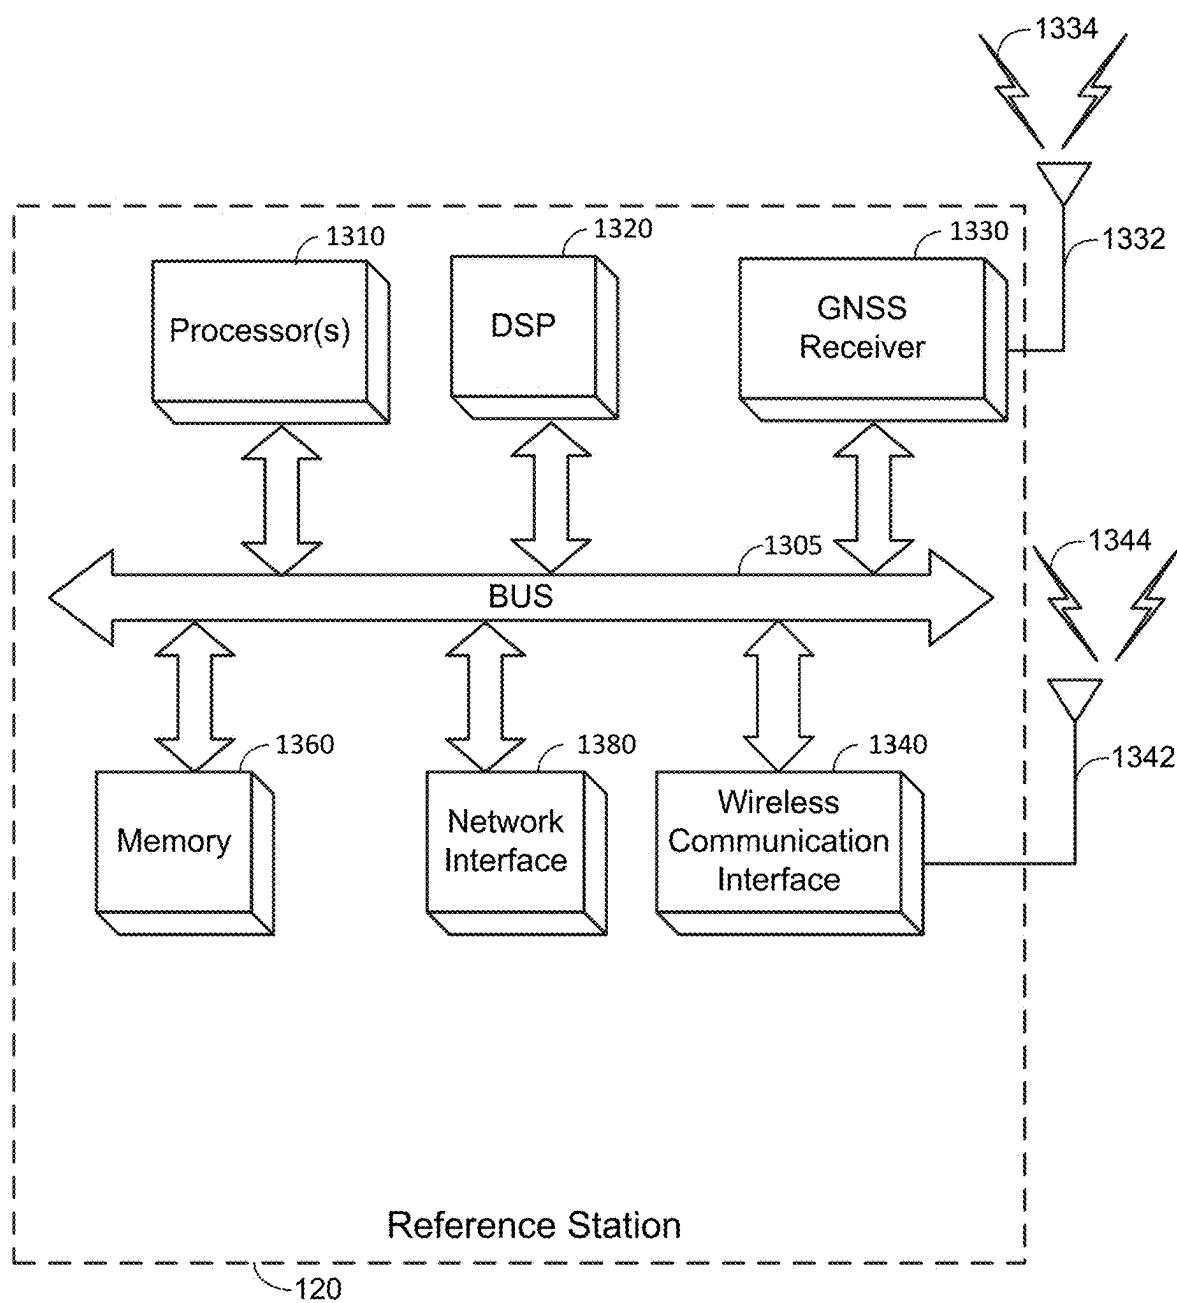 1334
1332
1310
1320
1330
Processor(s)
DSP
GNSS
Receiver
1305
BUS
1344
1342
1360
1380
1340
Memory
Network
Interface
Wireless
Communication
Interface
Reference Station
120